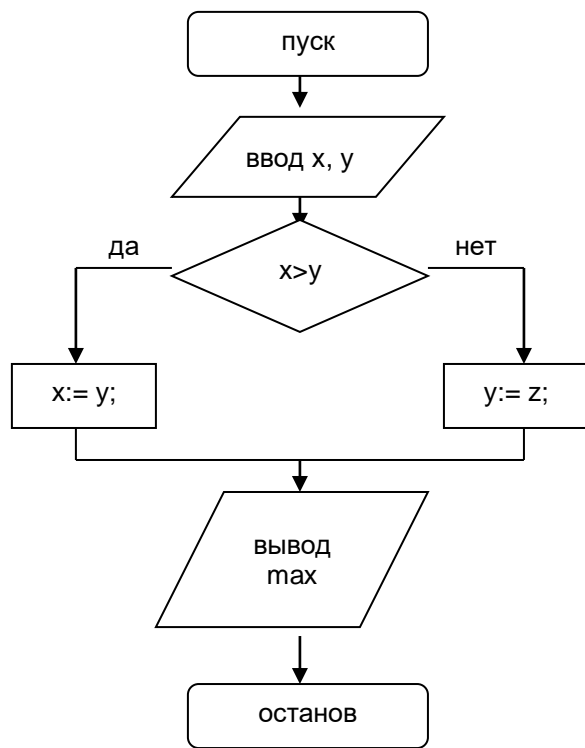 пуск
ввод x, y
да
x>y
нет
x:= y;
y:= z;
вывод
max
останов